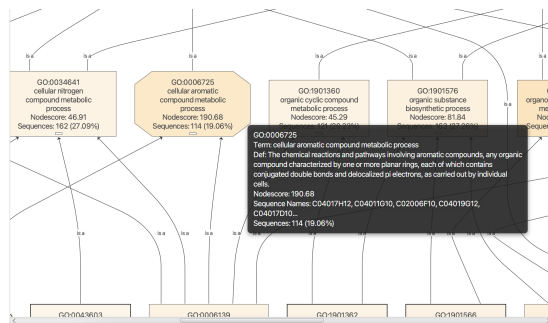 is a
is a
is a
is a
is a
GO:0034641
cellular nitrogen
compound metabolic
process
Nodescore: 46.91
Sequences: 162 (27.09%)
GO:0006725
cellular aromatic
compound metabolic
process
Nodescore: 190.68
Sequences: 114 (19.06%)
GO:1901360
organic cyclic compound
metabolic process
Nodescore: 45.29
GO:1901576
organic substance
biosynthetic process
Nodescore: 81.84
is a
GO:0006725
Term: cellular aromatic metabolic process
Def: The chemical reactions and pathways involving aromatic compounds, any organic
compound characterized by one or more planar rings, each of which contains
conjugated double bonds and delocalized pi electrons, as carried out by individual
cells.
Nodescore: 190.68
Sequence Names: C04017H12, C04011G10, C02006F10, C04019G12,
C04017D10...
Sequences: 114 (19.06%)
is a
is a
is a
is a
GO:0043603
GO:0006139
GO:1901362
GO:1901566